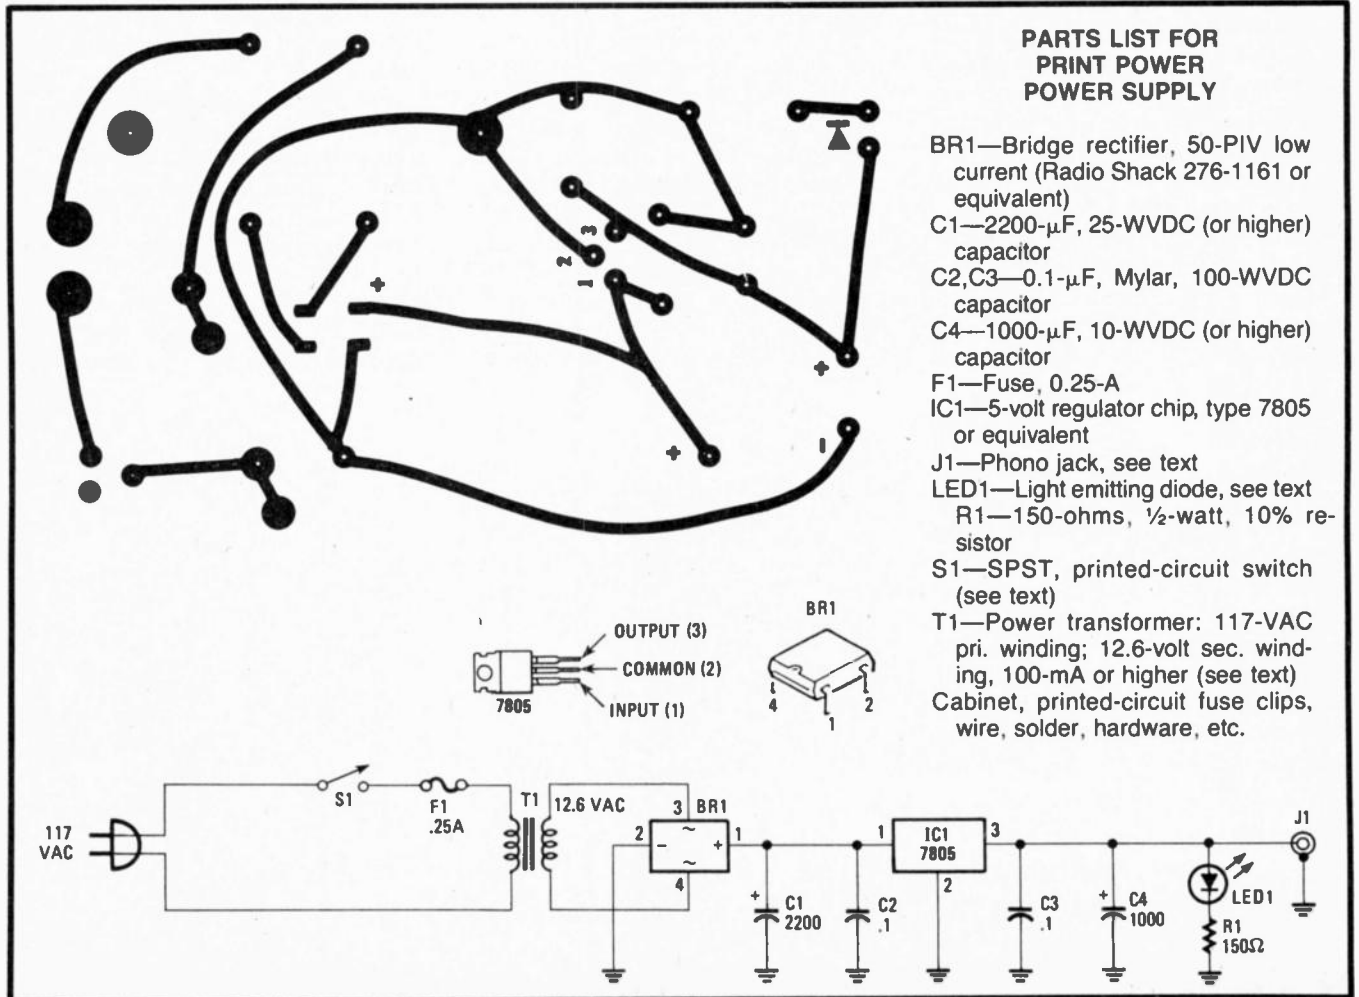 PARTS LIST FOR
PRINT POWER
POWER SUPPLY
BR1—Bridge rectifier, 50-PIV low
current (Radio Shack 276-1161 or
equivalent)
C1—2200-µF, 25-WVDC (or higher)
capacitor
C2,C3—0.1-µF, Mylar, 100-WVDC
capacitor
C4—1000-µF, 10-WVDC (or higher)
capacitor
F1—Fuse, 0.25-A
IC1—5-volt regulator chip, type 7805
or equivalent
J1—Phono jack, see text
LED1—Light emitting diode, see text
R1—150-ohms, ½-watt, 10% re-
sistor
S1—SPST, printed-circuit switch
(see text)
T1—Power transformer: 117-VAC
pri. winding; 12.6-volt sec. wind-
ing, 100-mA or higher (see text)
Cabinet, printed-circuit fuse clips,
wire, solder, hardware, etc.
3
2
1
+
+
+
-
OUTPUT (3)
COMMON (2)
INPUT (1)
7805
BR1
4
2
1
117
VAC
S1
F1
.25A
T1
12.6 VAC
3
BR1
2
1
4
~
- +
~
+
C1
2200
C2
.1
1
IC1
7805
3
2
C3
.1
+
C4
1000
LED1
R1
150Ω
J1